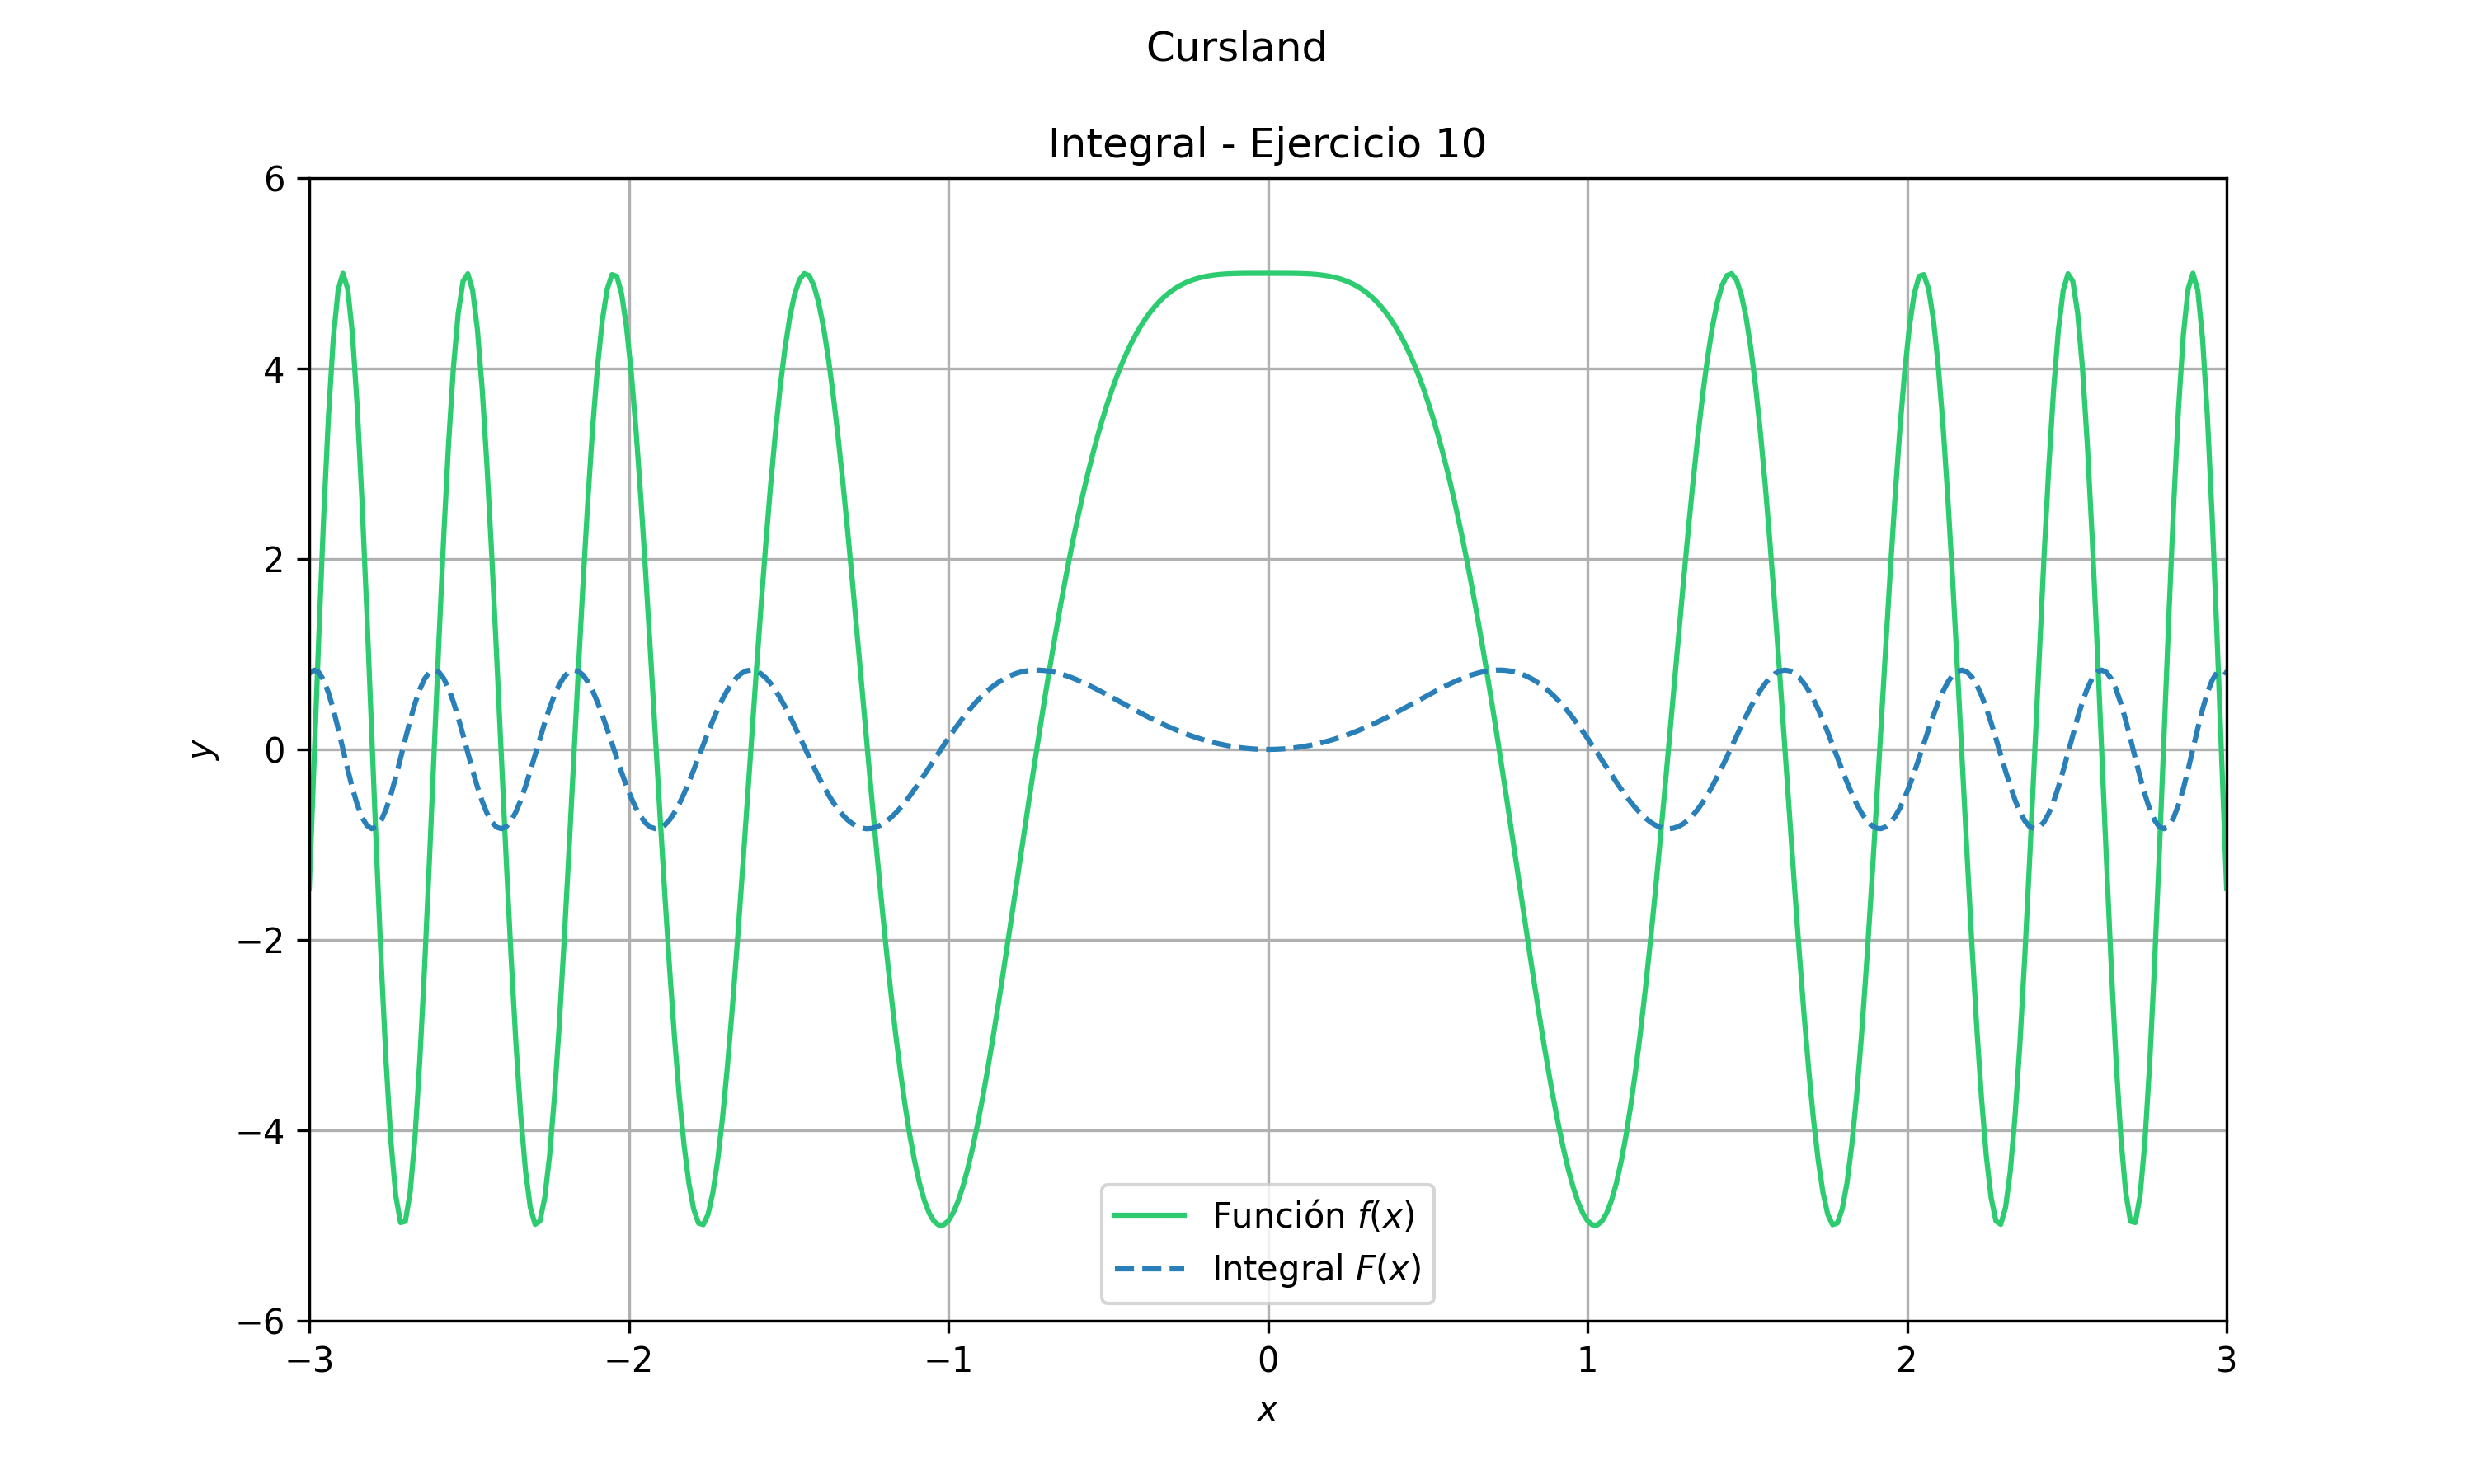 Cursland
Integral - Ejercicio 10
6
4
2
0
−2
−4
−6
y
Función f(x)
Integral F(x)
−3 −2 −1 0 1 2 3
x